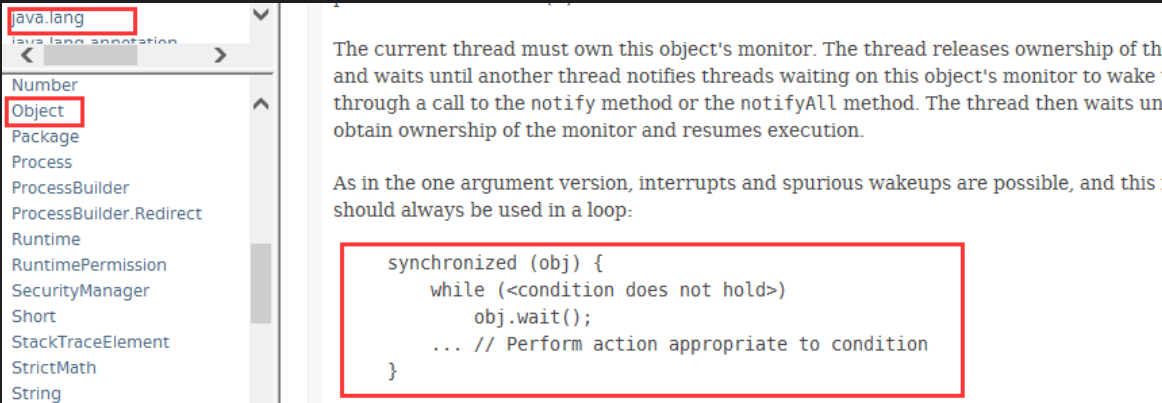 java.lang
java.lang.annotation
Number
Object
Package
Process
ProcessBuilder
ProcessBuilder.Redirect
Runtime
RuntimePermission
SecurityManager
Short
StackTraceElement
StrictMath
String
The current thread must own this object's monitor. The thread releases ownership of th
and waits until another thread notifies threads waiting on this object's monitor to wake
through a call to the notify method or the notifyAll method. The thread then waits un
obtain ownership of the monitor and resumes execution.
As in the one argument version, interrupts and spurious wakeups are possible, and this
should always be used in a loop:
synchronized (obj) {
while (<condition does not hold>)
obj.wait();
... // Perform action appropriate to condition
}